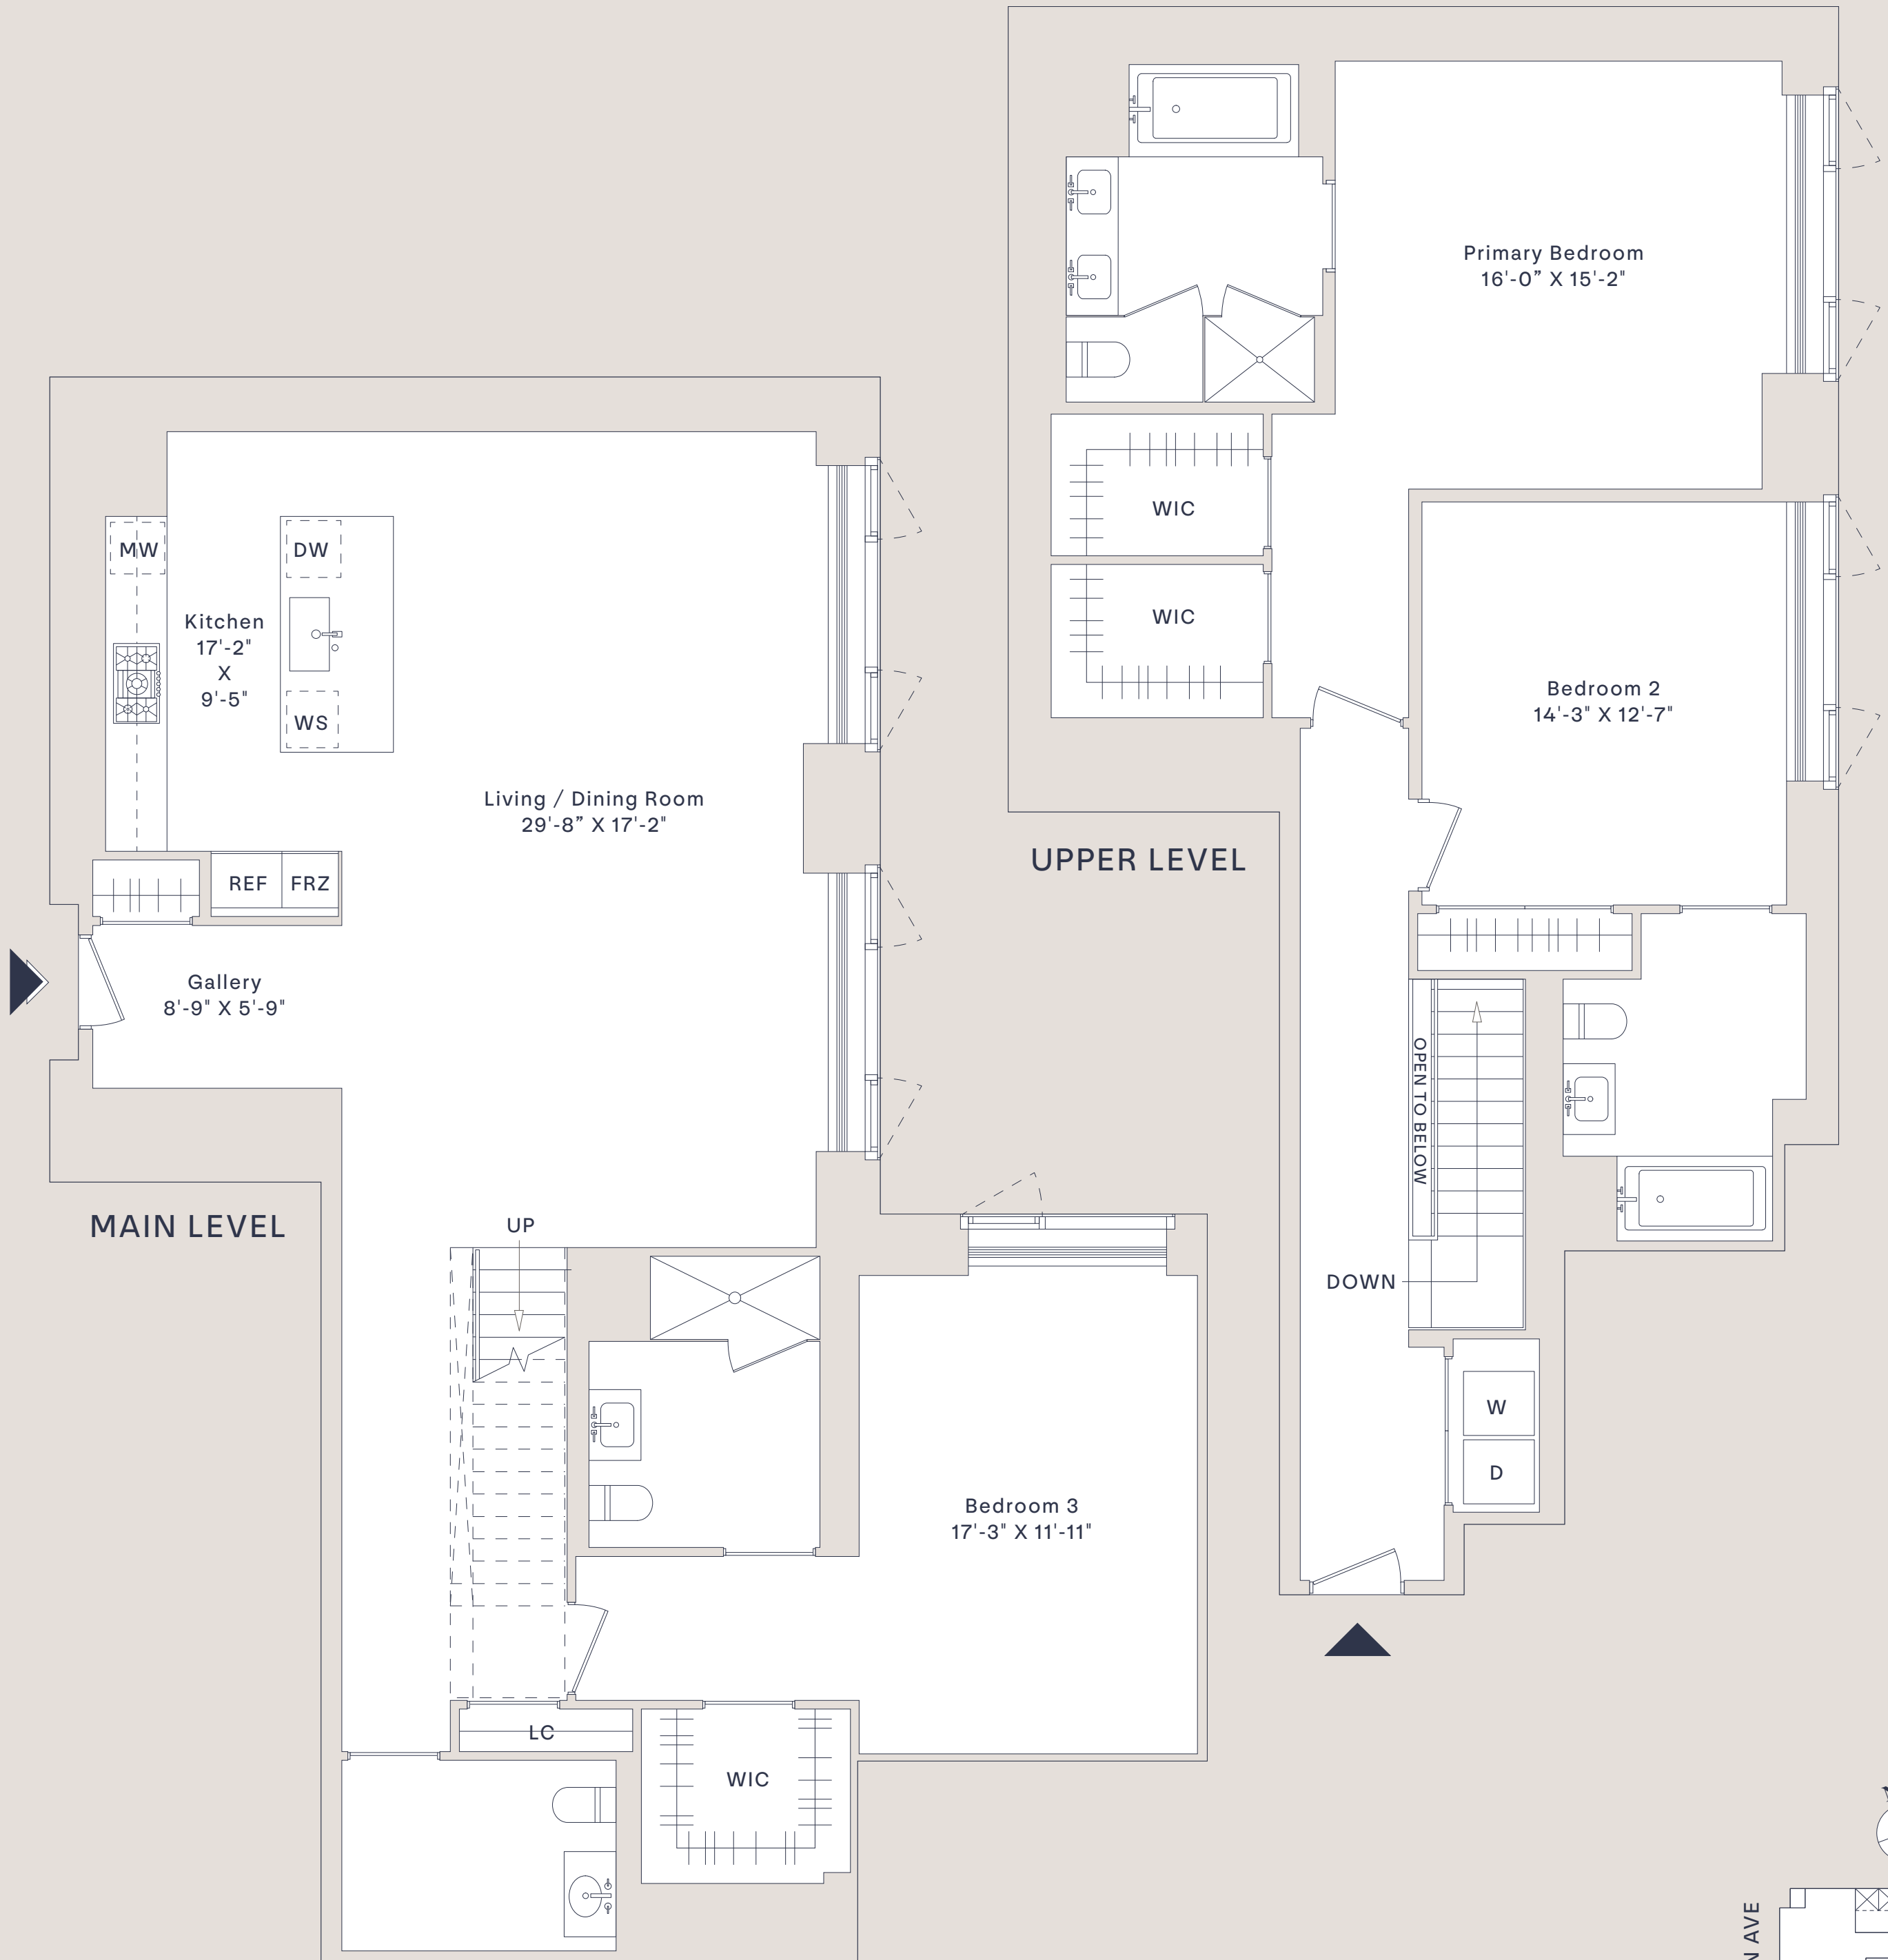 Primary Bedroom
16'-0” X 15'-2"
WIC
WIC
Bedroom 2
14'-3" X 12'-7"
UPPER LEVEL
OPEN TO BELOW
DOWN
W
D
MW
DW
Kitchen
17'-2"
X
9'-5"
WS
Living / Dining Room
29'-8” X 17'-2"
REF FRZ
Gallery
8'-9" X 5'-9"
MAIN LEVEL
UP
Bedroom 3
17'-3" X 11'-11"
LC
WIC
AVE